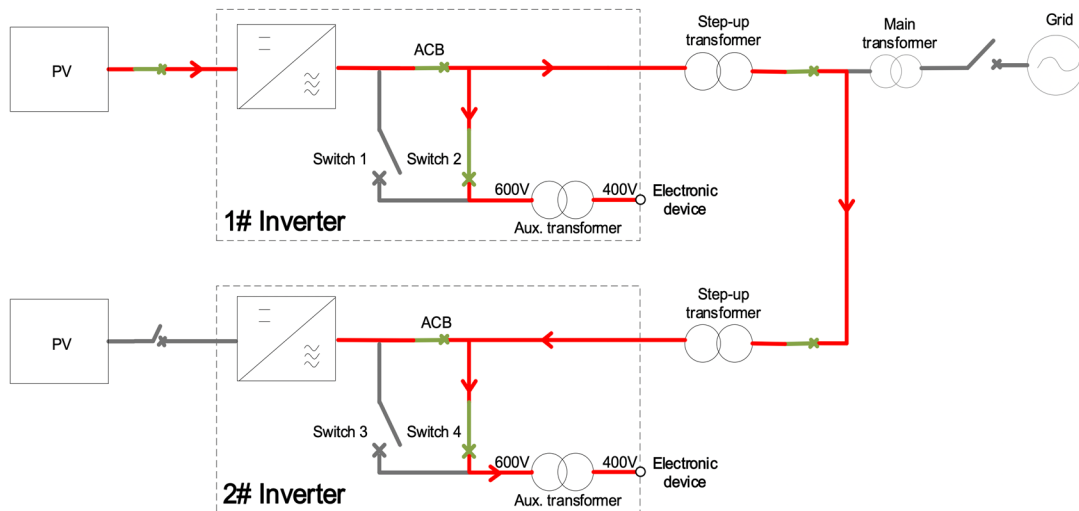 PV
ACB
Switch 1
Switch 2
600V
400V
Aux. transformer
Electronic
device
1# Inverter
Step-up
transformer
Main
transformer
Grid
PV
ACB
Switch 3
Switch 4
600V
400V
Aux. transformer
Electronic
device
2# Inverter
Step-up
transformer